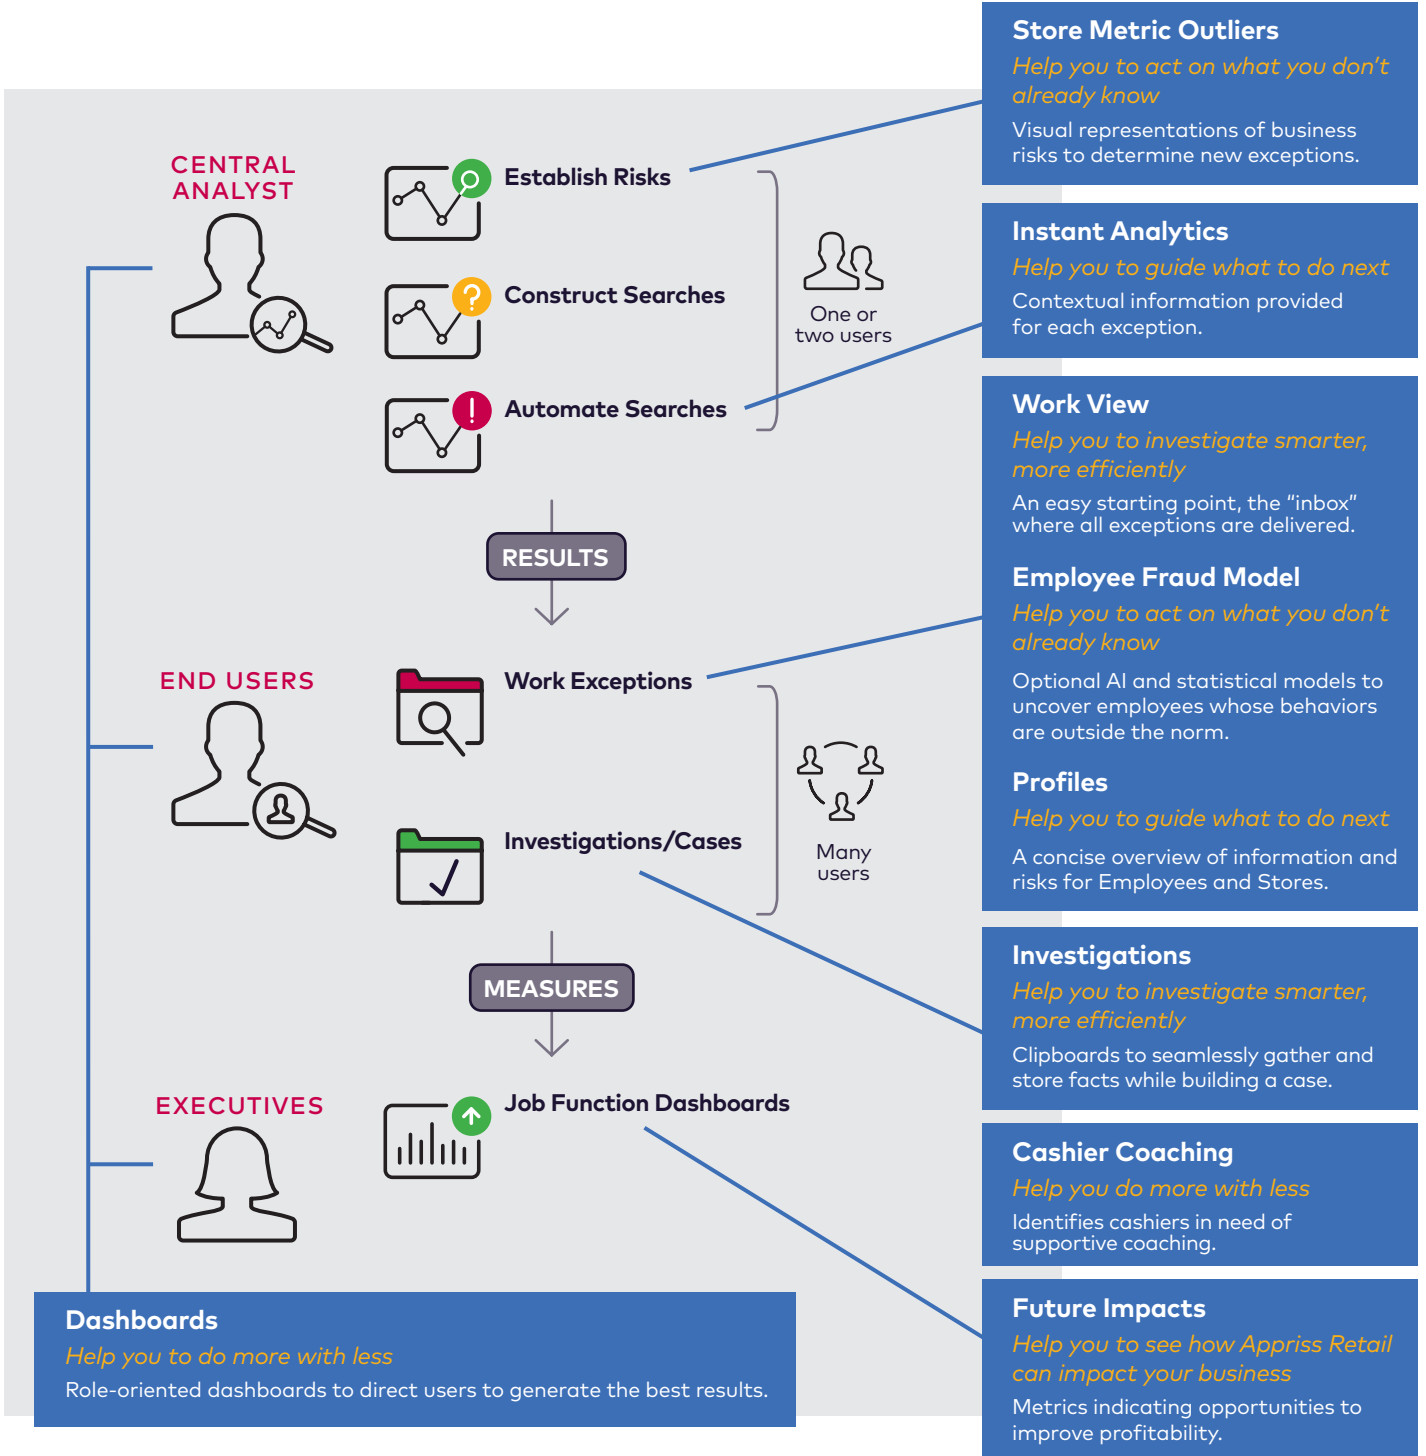 CENTRAL
ANALYST
Establish Risks
Construct Searches
Automate Searches
One or
two users
RESULTS
END USERS
Work Exceptions
Investigations/Cases
Many
users
MEASURES
EXECUTIVES
Job Function Dashboards
Dashboards
Help you to do more with less
Role-oriented dashboards to direct users to generate the best results.
Store Metric Outliers
Help you to act on what you don’t
already know
Visual representations of business
risks to determine new exceptions.
Instant Analytics
Help you to guide what to do next
Contextual information provided
for each exception.
Work View
Help you to investigate smarter,
more efficiently
An easy starting point, the “inbox”
where all exceptions are delivered.
Employee Fraud Model
Help you to act on what you don’t
already know
Optional AI and statistical models to
uncover employees whose behaviors
are outside the norm.
Profiles
Help you to guide what to do next
A concise overview of information and
risks for Employees and Stores.
Investigations
Help you to investigate smarter,
more efficiently
Clipboards to seamlessly gather and
store facts while building a case.
Cashier Coaching
Help you do more with less
Identifies cashiers in need of
supportive coaching.
Future Impacts
Help you to see how Appriss Retail
can impact your business
Metrics indicating opportunities to
improve profitability.